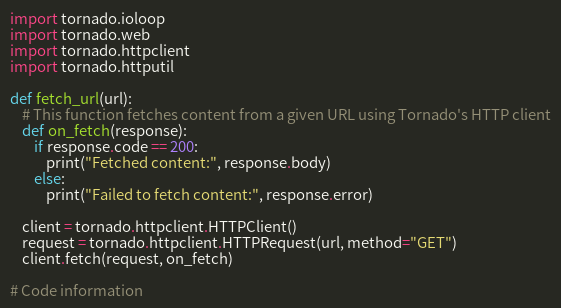 import tornado.ioloop
import tornado.web
import tornado.httpclient
import tornado.httputil

def fetch_url(url):
    # This function fetches content from a given URL using Tornado's HTTP client
    def on_fetch(response):
        if response.code == 200:
            print("Fetched content:", response.body)
        else:
            print("Failed to fetch content:", response.error)

    client = tornado.httpclient.HTTPClient()
    request = tornado.httpclient.HTTPRequest(url, method="GET")
    client.fetch(request, on_fetch)

# Code information